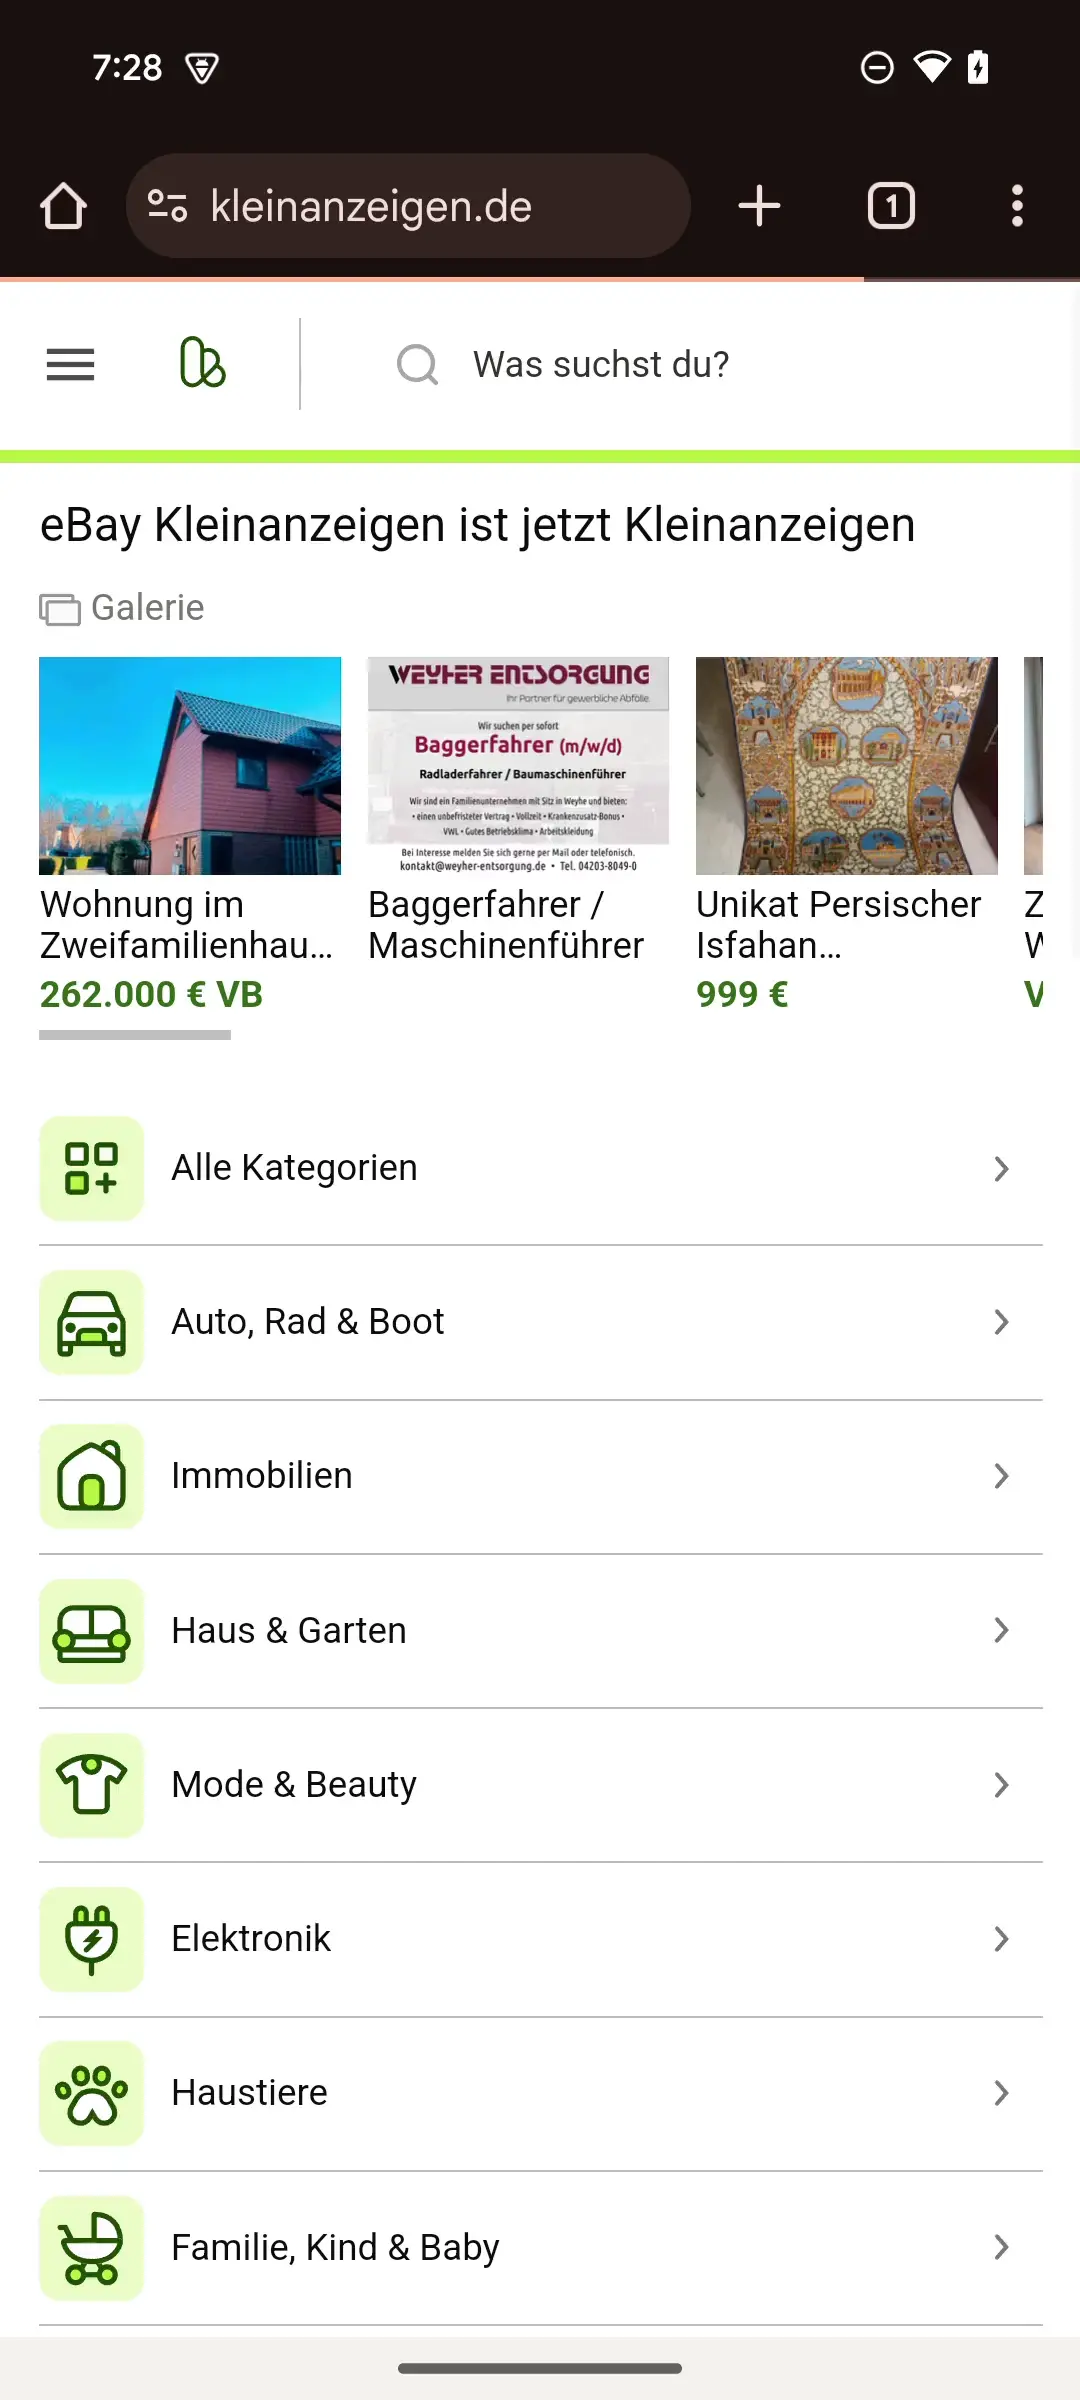 7:28
kleinanzeigen.de
1
Was suchst du?
eBay Kleinanzeigen ist jetzt Kleinanzeigen
Galerie
WEYHER ENTSORGUNG
Ihr Partner für gewerbliche Abfälle
Wir suchen per sofort
Baggerfahrer (m/w/d)
Radladerfahrer / Baumaschinenführer
Wir sind ein Familienunternehmen mit Sitz in Weyhe und bieten:
• einen unbefristeter Vertrag • Vollzeit • Krankenzusatz-Bonus •
VWL • Gutes Betriebsklima • Arbeitskleidung
Bei Interesse melden Sie sich gerne per Mail oder telefonisch.
kontakt@weyher-entsorgung.de • Tel. 04203-8049-0
Wohnung im
Zweifamilienhau...
262.000 € VB
Baggerfahrer /
Maschinenführer
Unikat Persischer
Isfahan...
999 €
Z
W
V
Alle Kategorien
Auto, Rad & Boot
Immobilien
Haus & Garten
Mode & Beauty
Elektronik
Haustiere
Familie, Kind & Baby